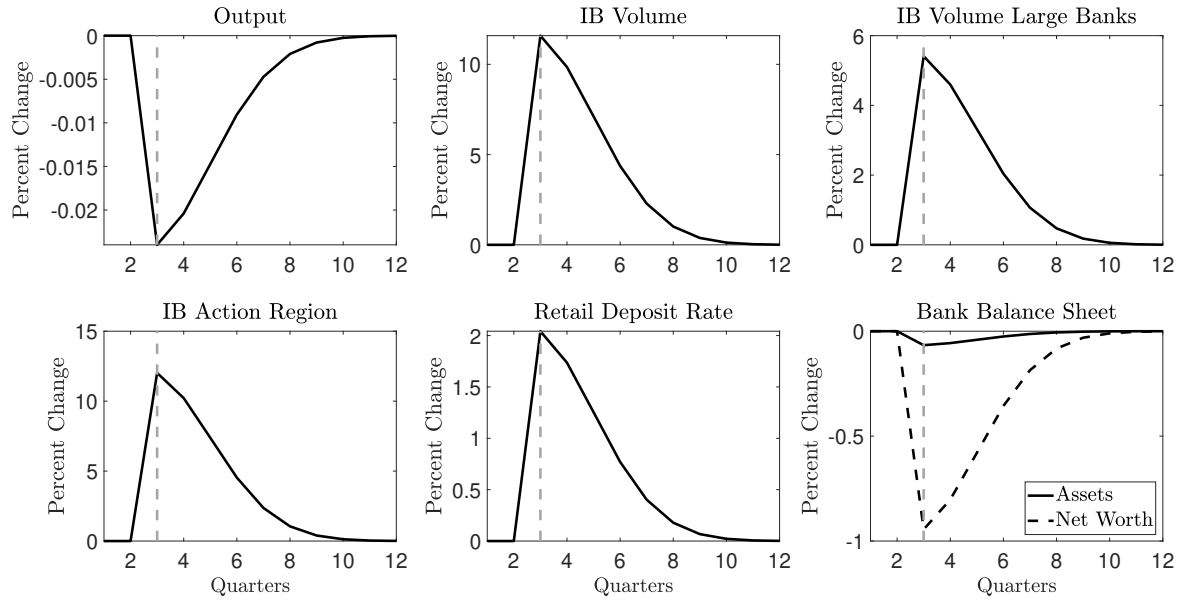 Output
Percent Change
0
-0.005
-0.01
-0.015
-0.02
2 4 6 8 10 12
IB Volume
Percent Change
10
5
0
2 4 6 8 10 12
IB Volume Large Banks
Percent Change
6
4
2
0
2 4 6 8 10 12
IB Action Region
Percent Change
15
10
5
0
2 4 6 8 10 12
Quarters
Retail Deposit Rate
Percent Change
2
1.5
1
0.5
0
2 4 6 8 10 12
Quarters
Bank Balance Sheet
Percent Change
0
-0.5
-1
Assets
Net Worth
2 4 6 8 10 12
Quarters